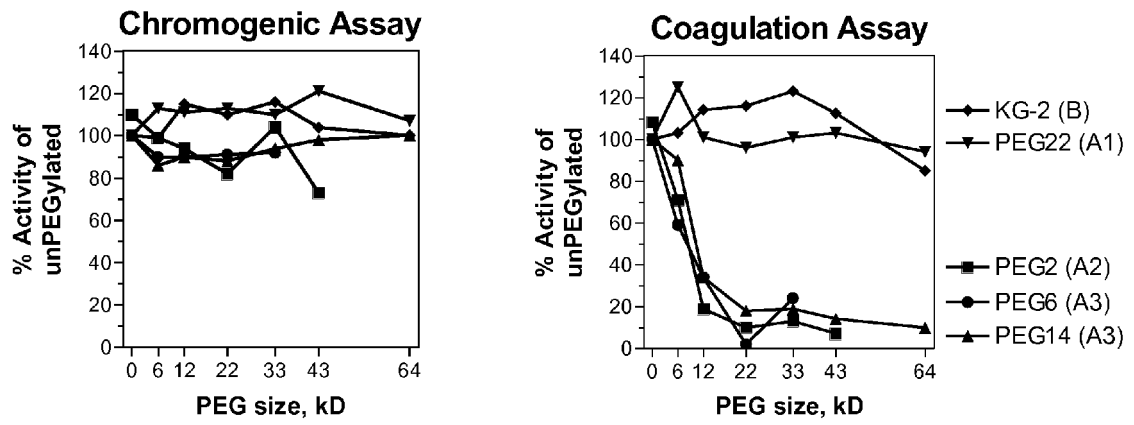 Chromogenic Assay
% Activity of
unPEGylated
140
120
100
80
60
40
20
0
0 6 12 22 33 43 64
PEG size, kD
Coagulation Assay
% Activity of
unPEGylated
140
120
100
80
60
40
20
0
0 6 12 22 33 43 64
PEG size, kD
KG-2 (B)
PEG22 (A1)
PEG2 (A2)
PEG6 (A3)
PEG14 (A3)